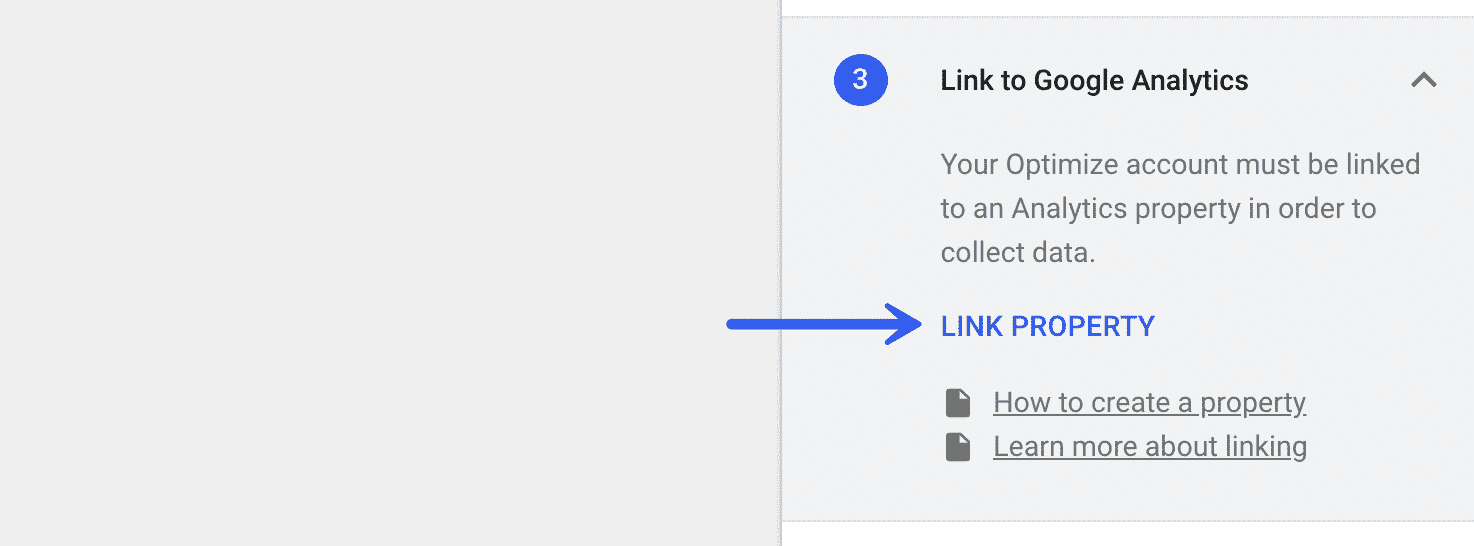 3
Link to Google Analytics
Your Optimize account must be linked
to an Analytics property in order to
collect data.
LINK PROPERTY
How to create a property
Learn more about linking